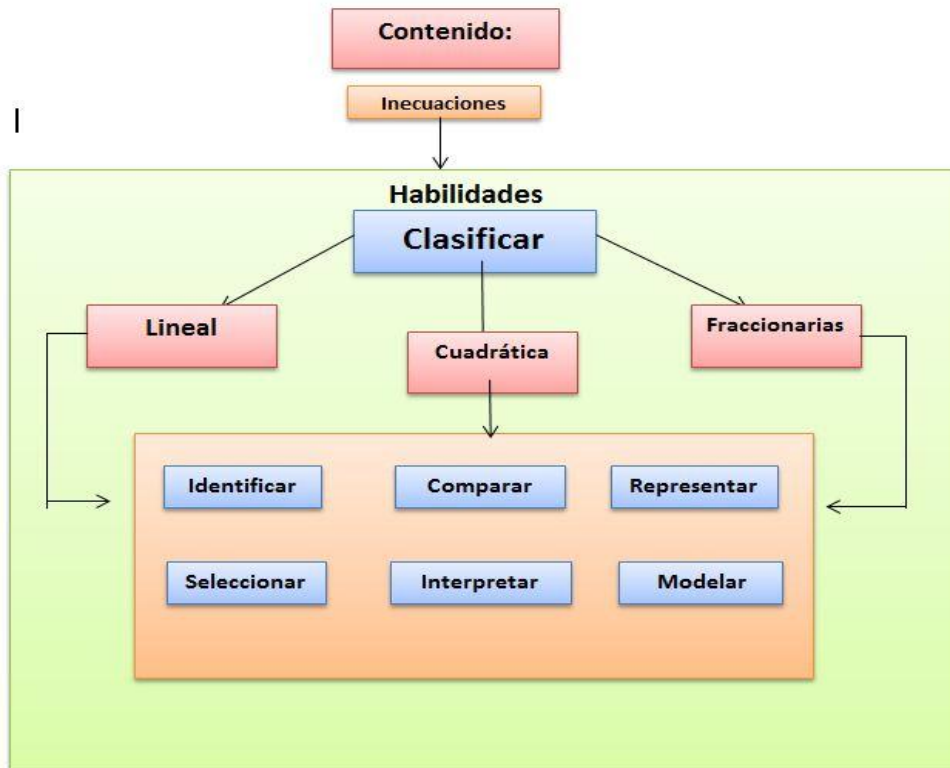 Contenido:
Inecuaciones
Habilidades
Clasificar
Lineal
Cuadrática
Fraccionarias
Identificar
Comparar
Representar
Seleccionar
Interpretar
Modelar